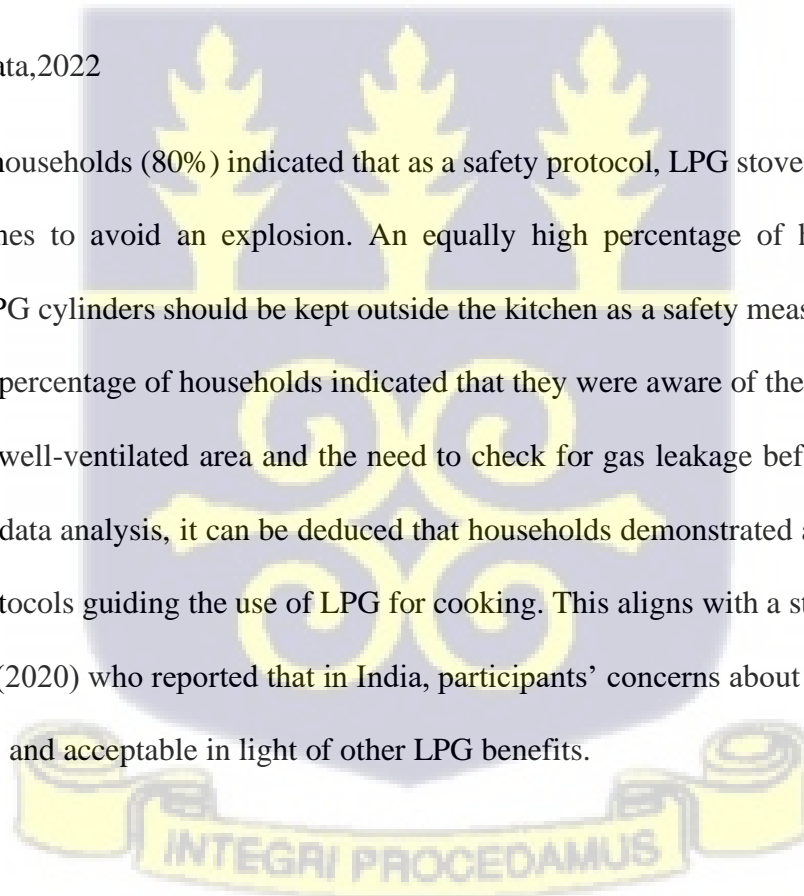 ata,2022
households (80%) indicated that as a safety protocol, LPG stove
nes to avoid an explosion. An equally high percentage of
PG cylinders should be kept outside the kitchen as a safety meas
percentage of households indicated that they were aware of the
well-ventilated area and the need to check for gas leakage bef
data analysis, it can be deduced that households demonstrated a
tocols guiding the use of LPG for cooking. This aligns with a st
(2020) who reported that in India, participants’ concerns about
and acceptable in light of other LPG benefits.
INTEGRI PROCEDAMUS